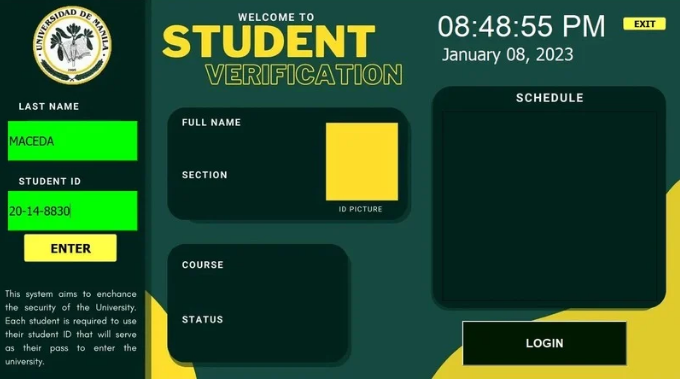 UNIVERSIDAD DE MANILA
LAST NAME
MACEDA
STUDENT ID
20-14-8830
ENTER
This system aims to enchance
the security of the University.
Each student is required to use
their student ID that will serve
as their pass to enter the
university.
WELCOME TO
STUDENT
VERIFICATION
FULL NAME
SECTION
ID PICTURE
COURSE
STATUS
08:48:55 PM
January 08, 2023
EXIT
SCHEDULE
LOGIN